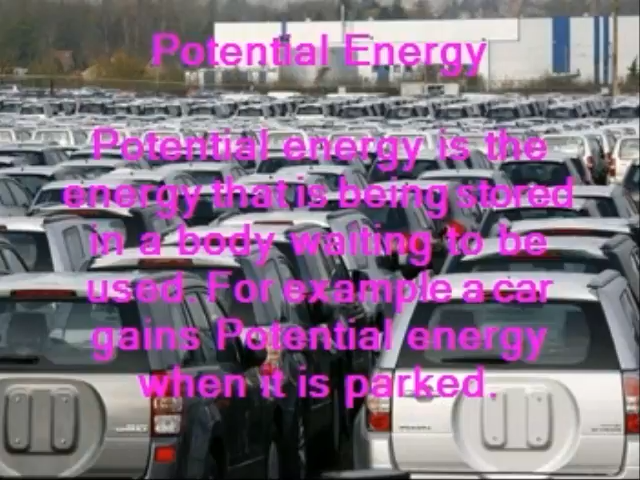 Potential Energy
Potential energy is the
energy that is being stored
in a body waiting to be
used. For example a car
gains Potential energy
when it is parked.